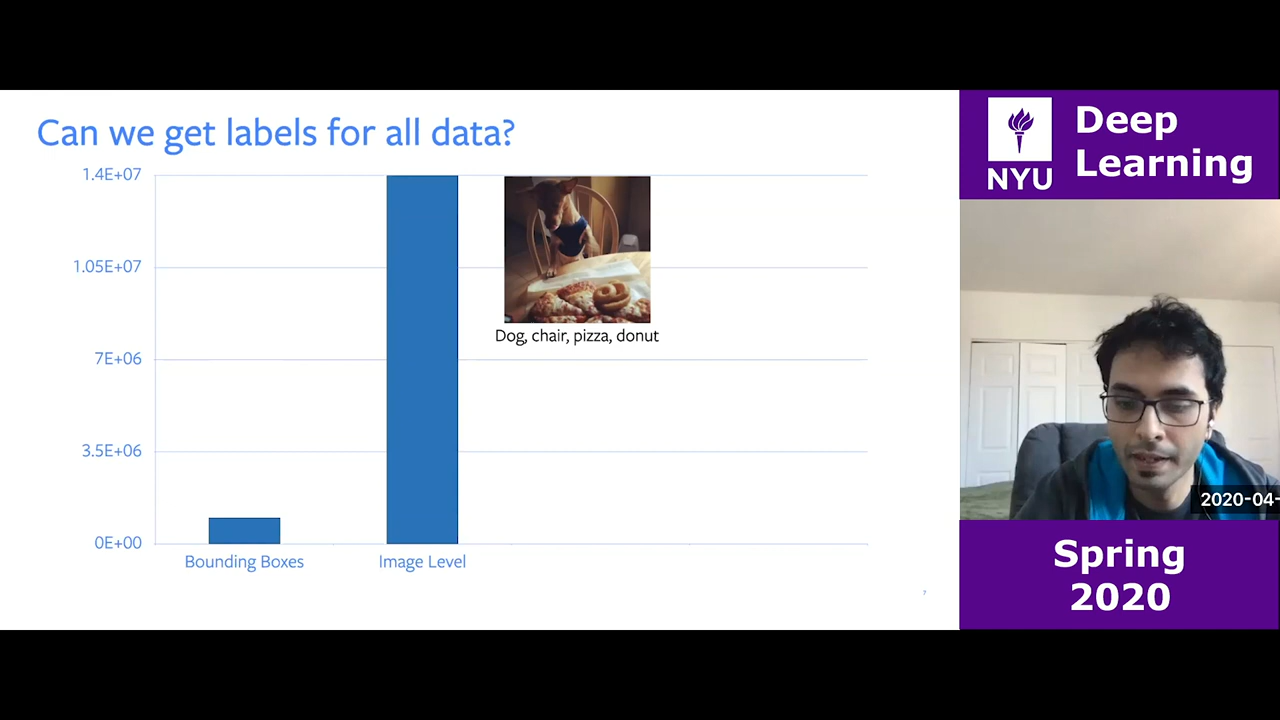 Can we get labels for all data?
1.4E+07
1.05E+07
7E+06
3.5E+06
0E+00
Dog, chair, pizza, donut
Bounding Boxes
Image Level
7
NYU
Deep
Learning
2020-04-
Spring
2020